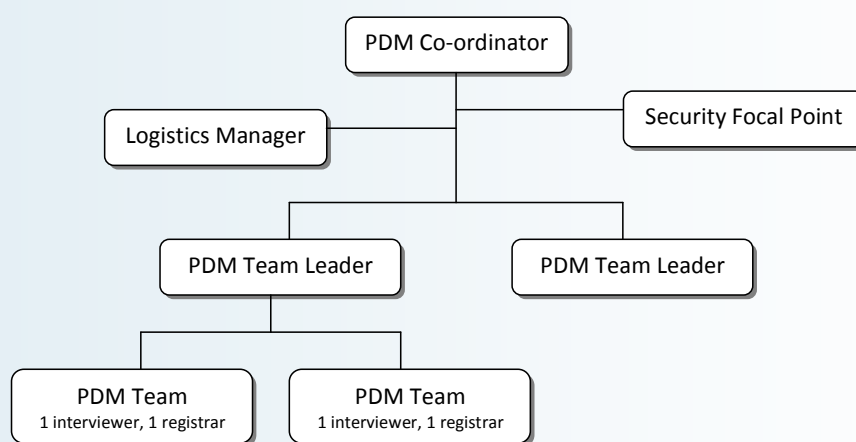 PDM Co-ordinator
Security Focal Point
Logistics Manager
PDM Team Leader
PDM Team Leader
PDM Team
1 interviewer, 1 registrar
PDM Team
1 interviewer, 1 registrar